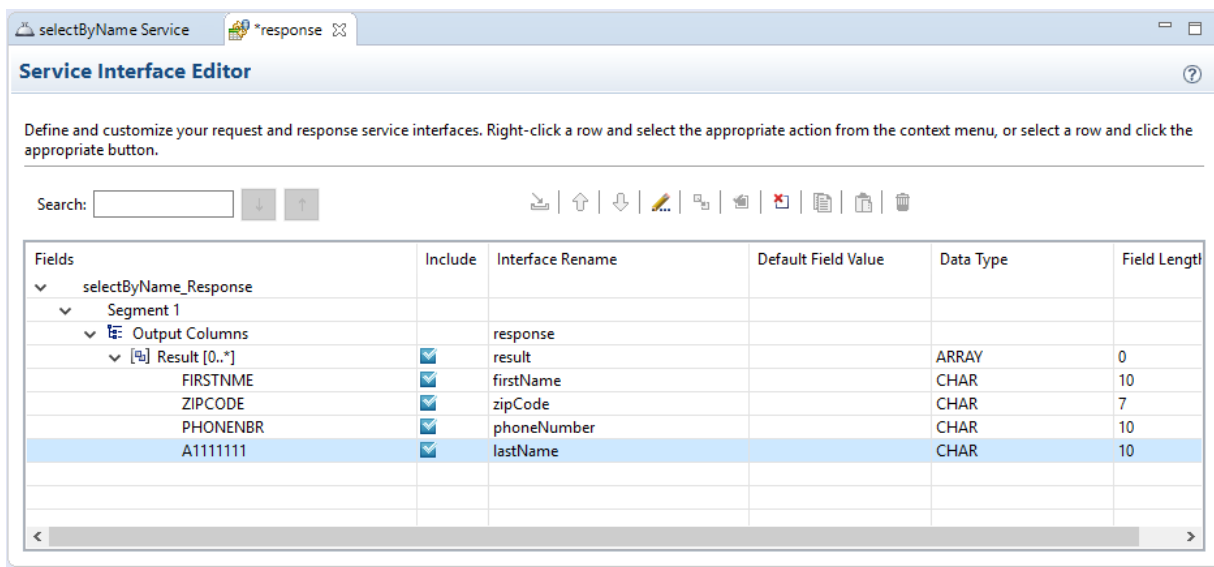 selectByName Service *response
Service Interface Editor
Define and customize your request and response service interfaces. Right-click a row and select the appropriate action from the context menu, or select a row and click the
appropriate button.
Search:
Fields Include Interface Rename Default Field Value Data Type Field Length
selectByName_Response
Segment 1
Output Columns response
Result [0..*] result ARRAY 0
FIRSTNME firstName CHAR 10
ZIPCODE zipCode CHAR 7
PHONENBR phoneNumber CHAR 10
A1111111 lastName CHAR 10